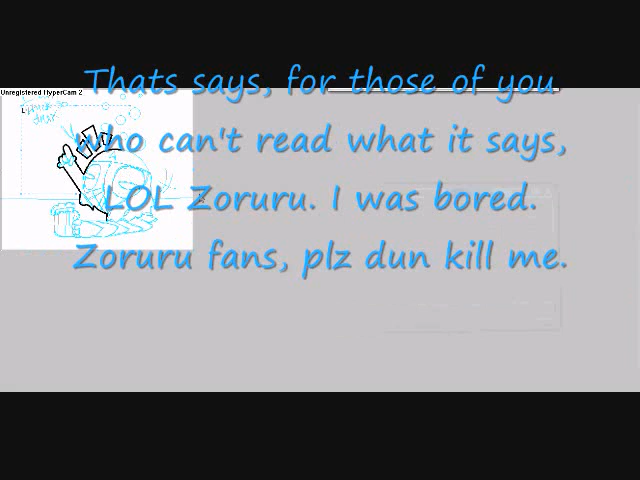 Thats says, for those of you
Unregistered HyperCam 2
who can't read what it says,
LOL Zoruru. I was bored.
Zoruru fans, plz dun kill me.